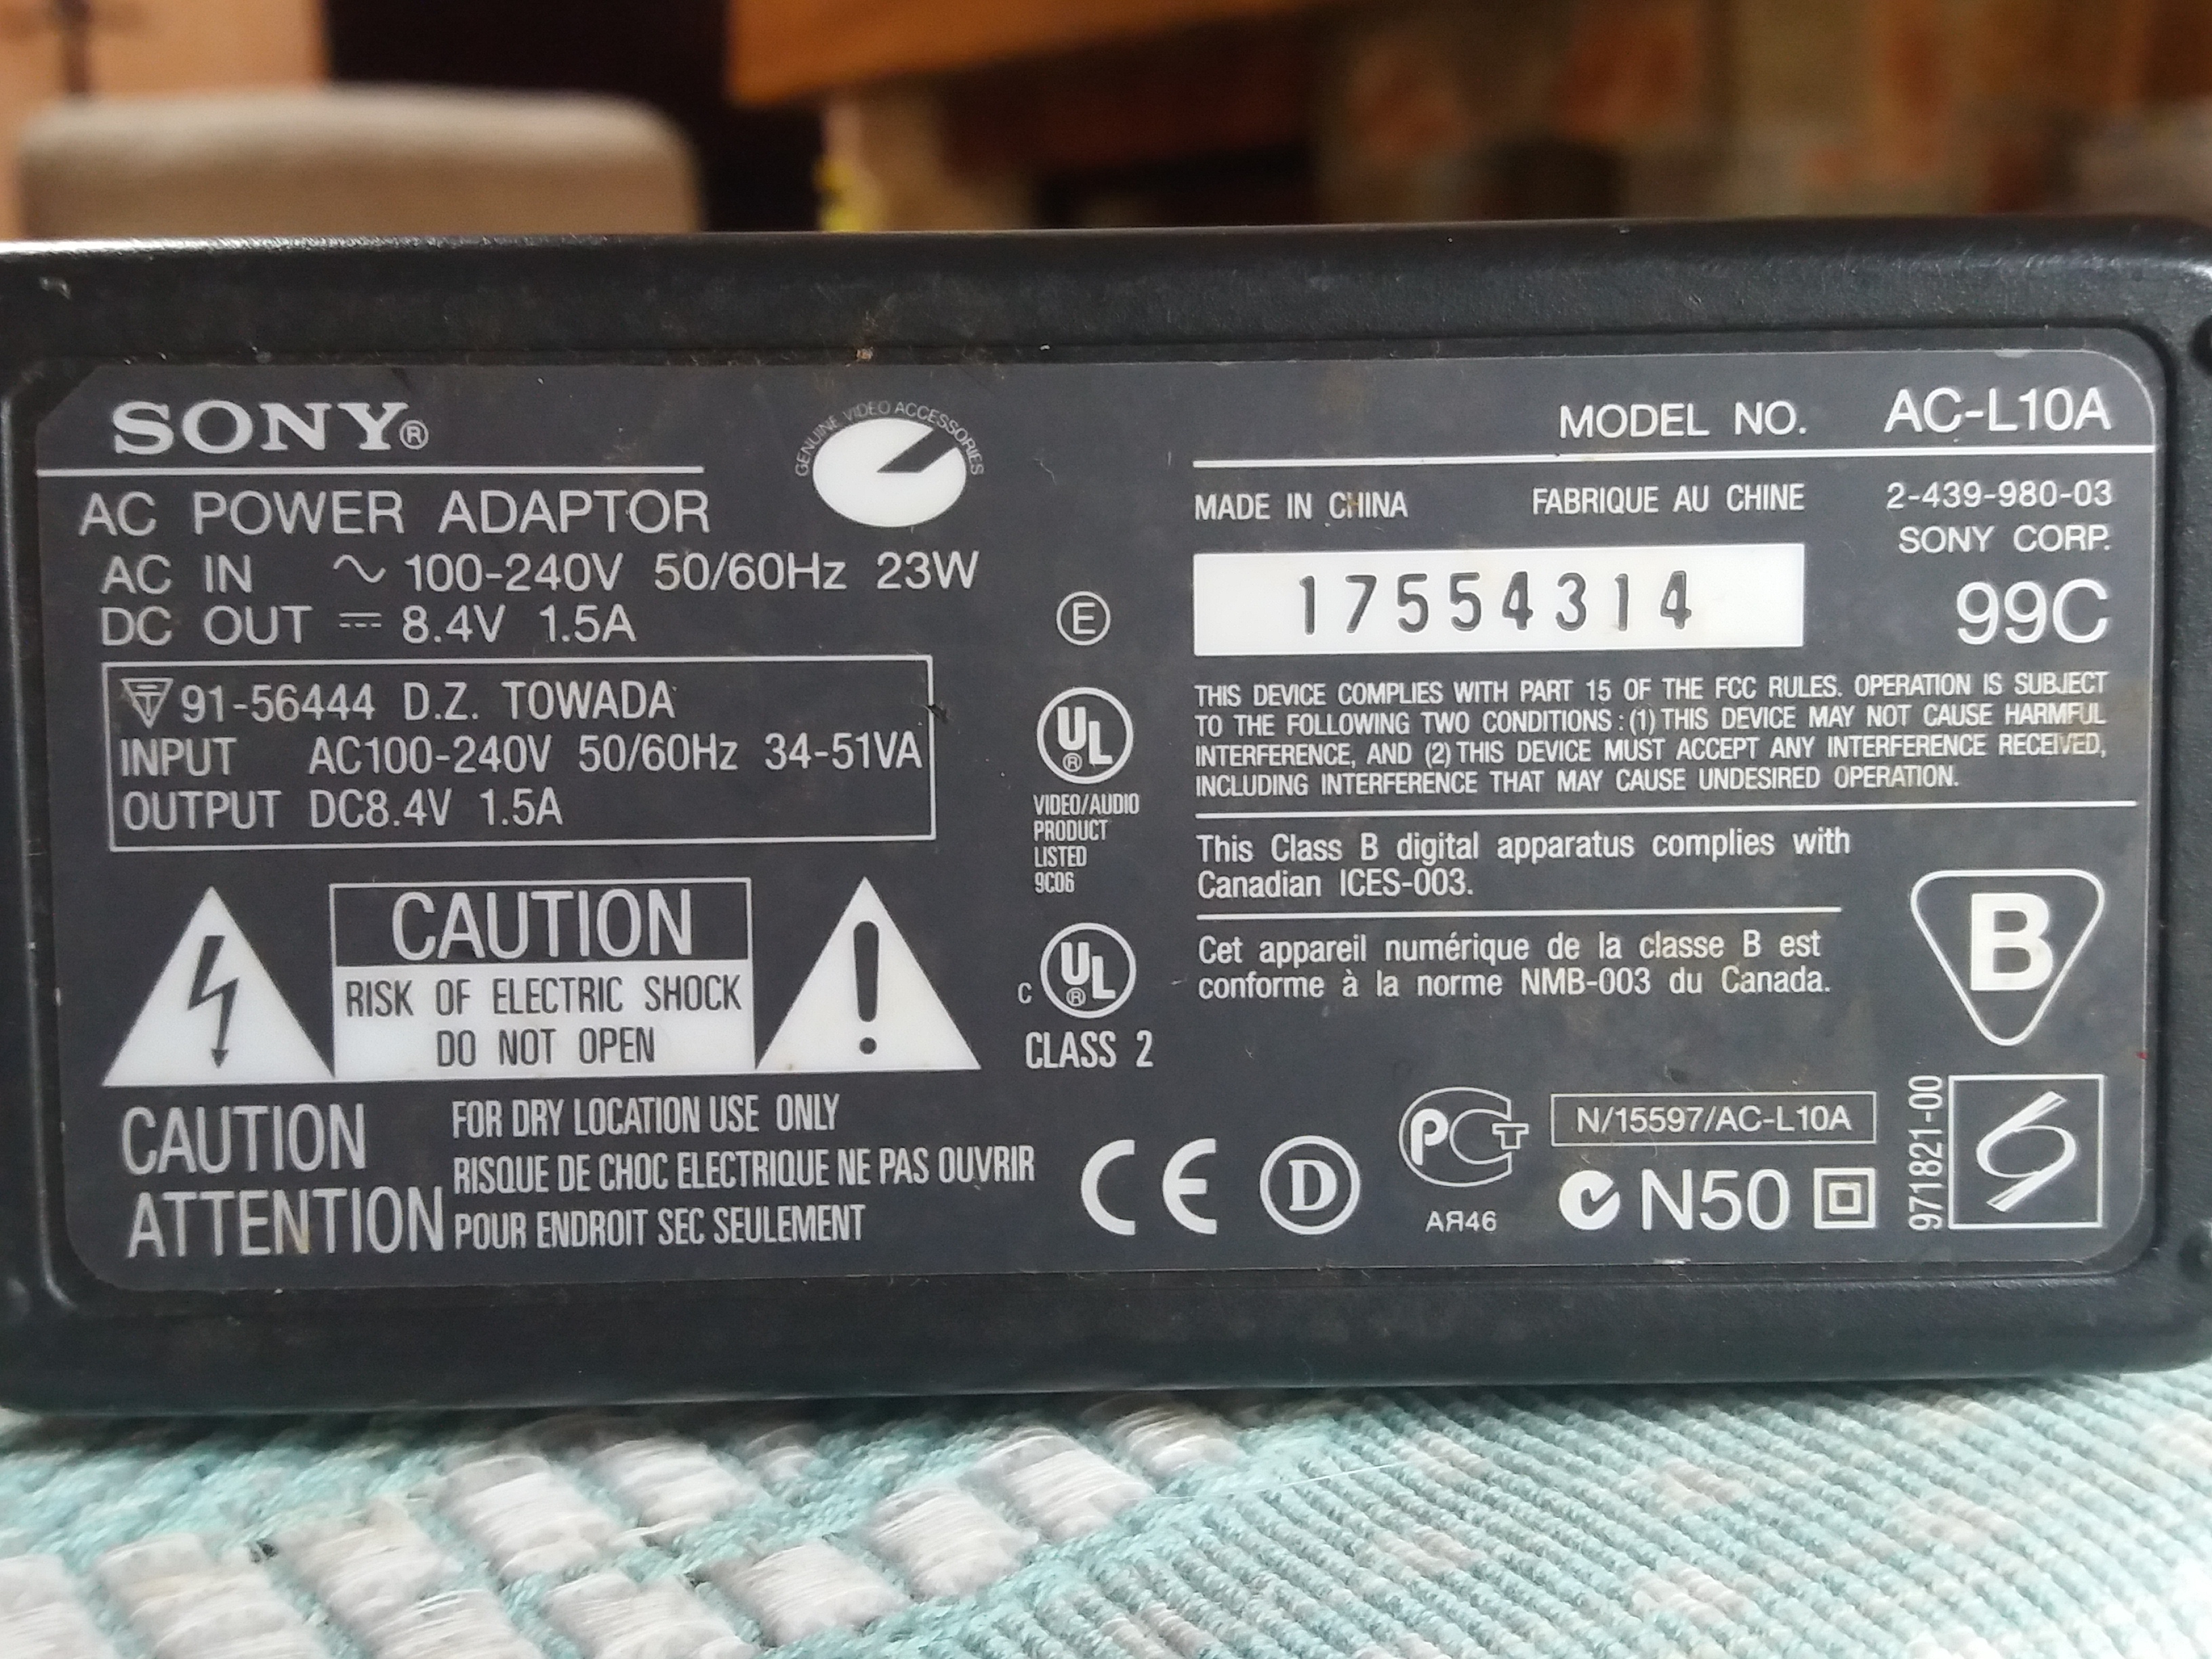 SONY®
GENUINE VIDEO ACCESSORIES
AC POWER ADAPTOR
AC IN ~ 100-240V 50/60Hz 23W
DC OUT ⎓ 8.4V 1.5A
T 91-56444 D.Z. TOWADA
INPUT AC100-240V 50/60Hz 34-51VA
OUTPUT DC8.4V 1.5A
CAUTION
RISK OF ELECTRIC SHOCK
DO NOT OPEN
CAUTION FOR DRY LOCATION USE ONLY
RISQUE DE CHOC ELECTRIQUE NE PAS OUVRIR
ATTENTION POUR ENDROIT SEC SEULEMENT
E
UL®
VIDEO/AUDIO
PRODUCT
LISTED
9C06
C UL®
CLASS 2
MODEL NO. AC-L10A
MADE IN CHINA FABRIQUE AU CHINE 2-439-980-03
SONY CORP.
17554314 99C
THIS DEVICE COMPLIES WITH PART 15 OF THE FCC RULES. OPERATION IS SUBJECT
TO THE FOLLOWING TWO CONDITIONS : (1) THIS DEVICE MAY NOT CAUSE HARMFUL
INTERFERENCE, AND (2) THIS DEVICE MUST ACCEPT ANY INTERFERENCE RECEIVED,
INCLUDING INTERFERENCE THAT MAY CAUSE UNDESIRED OPERATION.
This Class B digital apparatus complies with
Canadian ICES-003.
Cet appareil numérique de la classe B est
conforme à la norme NMB-003 du Canada.
B
CE D PCT
АЯ46
N/15597/AC-L10A
N50
971821-00